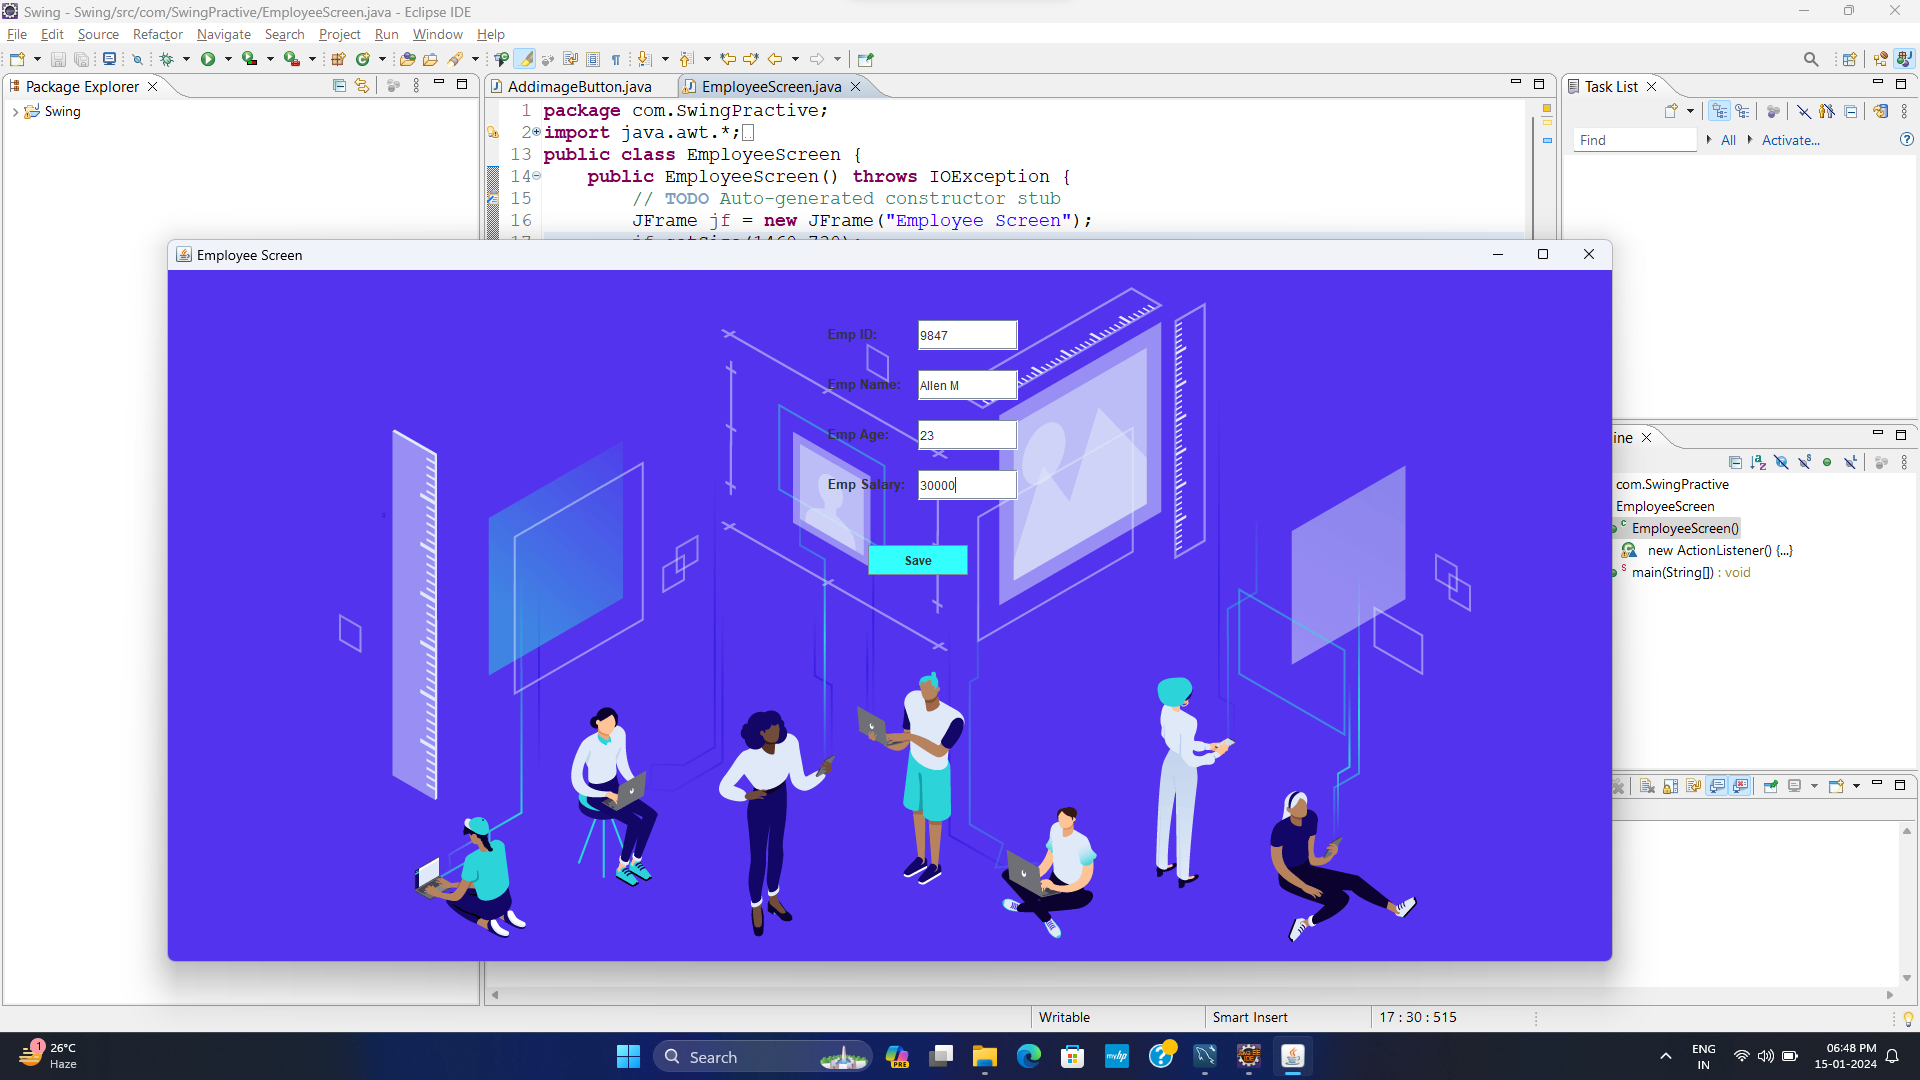 Swing - Swing/src/com/SwingPractive/EmployeeScreen.java - Eclipse IDE
File Edit Source Refactor Navigate Search Project Run Window Help
Package Explorer
Swing
AddimageButton.java
EmployeeScreen.java
1 package com.SwingPractive;
2 import java.awt.*;
13 public class EmployeeScreen {
14 public EmployeeScreen() throws IOException {
15 // TODO Auto-generated constructor stub
16 JFrame jf = new JFrame("Employee Screen");
Task List
Find
All
Activate...
Employee Screen
Emp ID: 9847
Emp Name: Allen M
Emp Age: 23
Emp Salary: 30000
Save
ine
com.SwingPractive
EmployeeScreen
EmployeeScreen()
new ActionListener() {...}
main(String[]) : void
Writable
Smart Insert
17 : 30 : 515
1
26°C
Haze
Search
PRE
ENG
IN
06:48 PM
15-01-2024